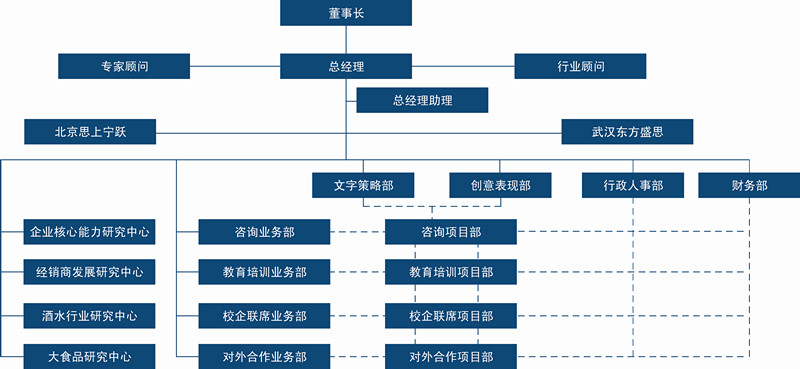 董事长
专家顾问
总经理
行业顾问
总经理助理
北京思上宁跃
武汉东方盛思
文字策略部
创意表现部
行政人事部
财务部
企业核心能力研究中心
咨询业务部
咨询项目部
经销商发展研究中心
教育培训业务部
教育培训项目部
酒水行业研究中心
校企联席业务部
校企联席项目部
大食品研究中心
对外合作业务部
对外合作项目部